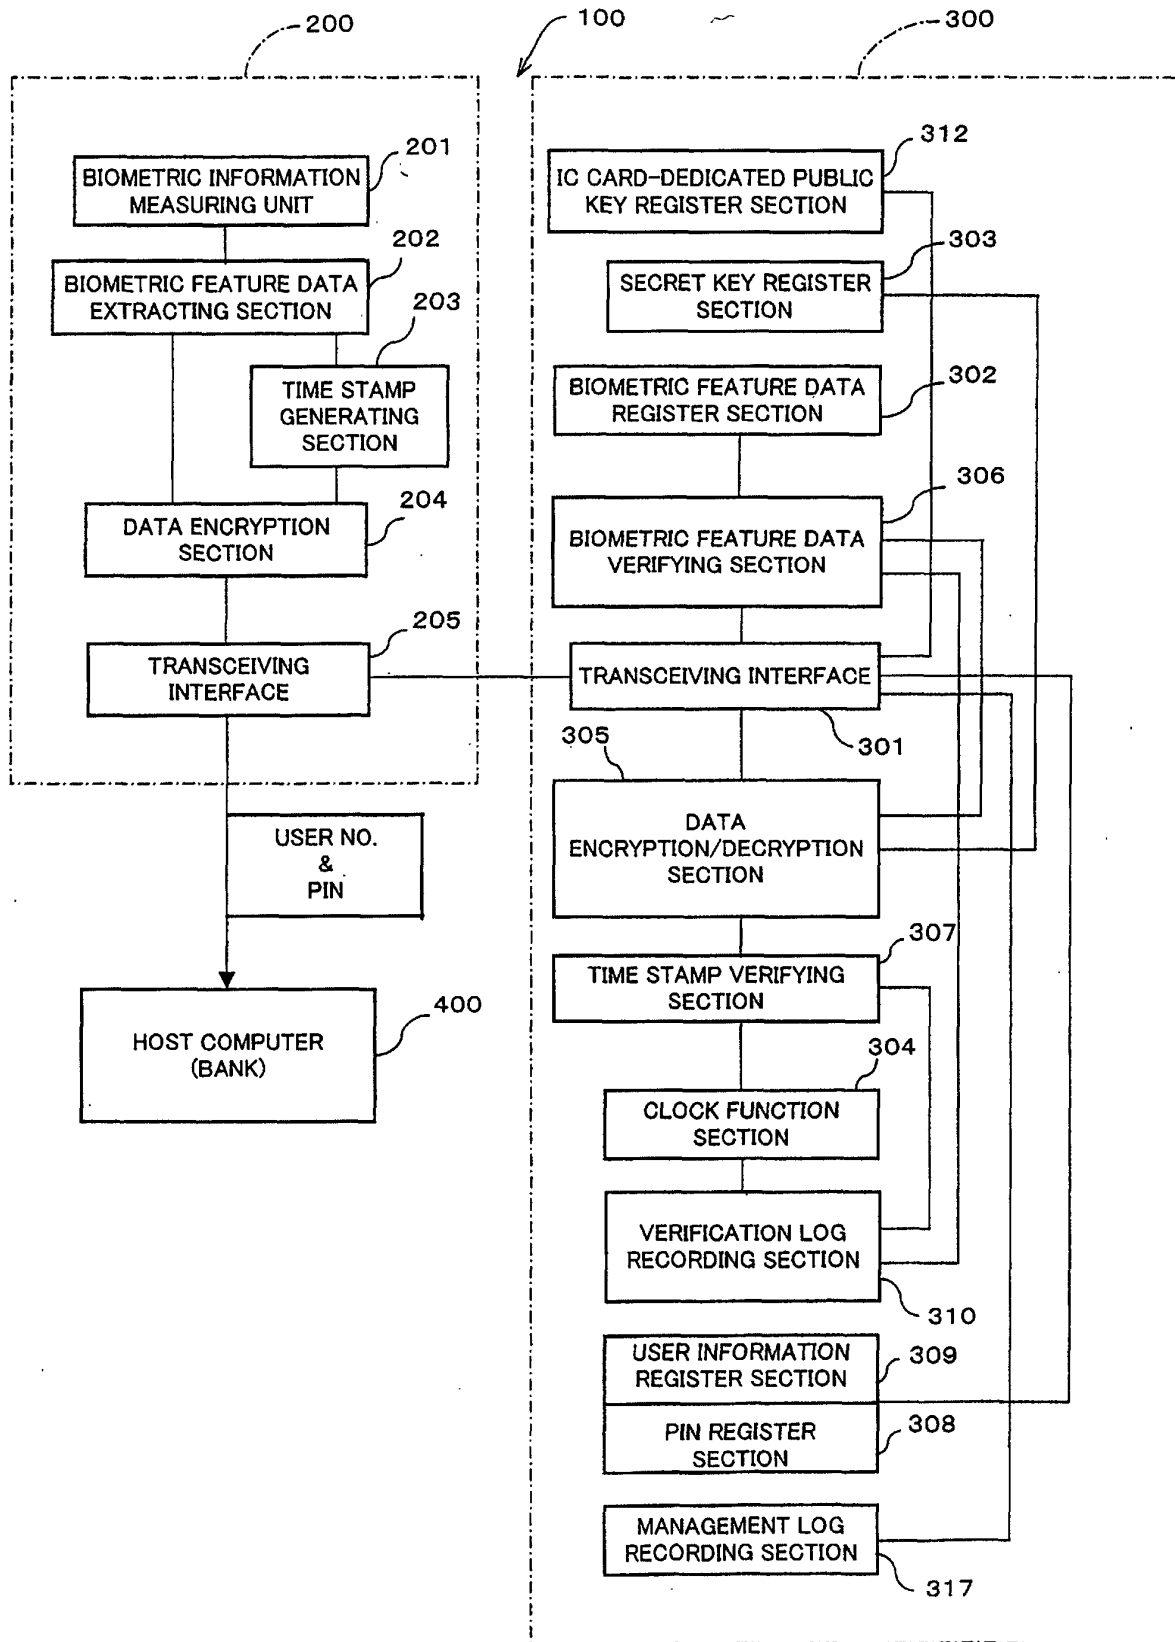 200
100
300
201
BIOMETRIC INFORMATION
MEASURING UNIT
202
BIOMETRIC FEATURE DATA
EXTRACTING SECTION
203
TIME STAMP
GENERATING
SECTION
204
DATA ENCRYPTION
SECTION
205
TRANSCEIVING
INTERFACE
USER NO.
&
PIN
400
HOST COMPUTER
(BANK)
312
IC CARD-DEDICATED PUBLIC
KEY REGISTER SECTION
303
SECRET KEY REGISTER
SECTION
302
BIOMETRIC FEATURE DATA
REGISTER SECTION
306
BIOMETRIC FEATURE DATA
VERIFYING SECTION
TRANSCEIVING INTERFACE
301
305
DATA
ENCRYPTION/DECRYPTION
SECTION
307
TIME STAMP VERIFYING
SECTION
304
CLOCK FUNCTION
SECTION
VERIFICATION LOG
RECORDING SECTION
310
USER INFORMATION
REGISTER SECTION
309
PIN REGISTER
SECTION
308
MANAGEMENT LOG
RECORDING SECTION
317